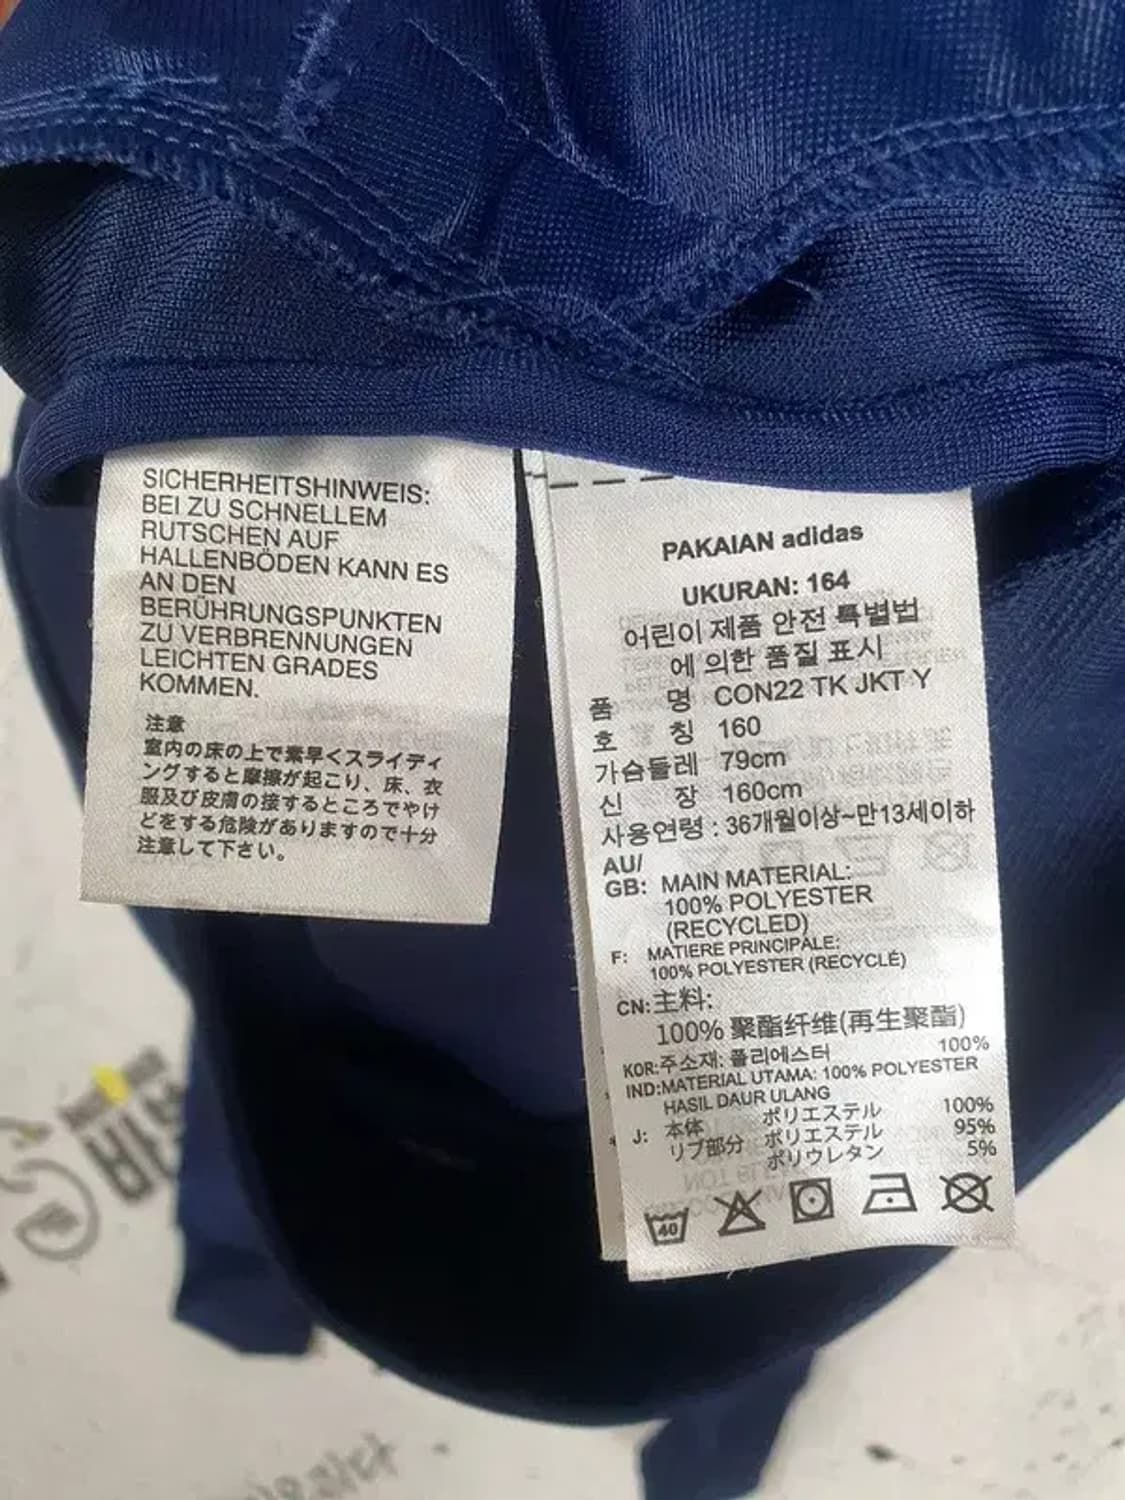 SICHERHEITSHINWEIS:
BEI ZU SCHNELLEM
RUTSCHEN AUF
HALLENBÖDEN KANN ES
AN DEN
BERÜHRUNGSPUNKTEN
ZU VERBRENNUNGEN
LEICHTEN GRADES
KOMMEN.
注意
室内の床の上で素早くスライディ
ングすると摩擦が起こり、床、衣
服及び皮膚の接するところでやけ
どをする危険がありますので十分
注意して下さい。
PAKAIAN adidas
UKURAN: 164
어린이 제품 안전 특별법
에 의한 품질 표시
품 명 CON22 TK JKT Y
호 칭 160
가슴둘레 79cm
신 장 160cm
사용연령 : 36개월이상~만13세이하
AU/
GB: MAIN MATERIAL:
100% POLYESTER
(RECYCLED)
F: MATIERE PRINCIPALE:
100% POLYESTER (RECYCLÉ)
CN: 主料:
100% 聚酯纤维(再生聚酯)
KOR: 주소재: 폴리에스터 100%
IND: MATERIAL UTAMA: 100% POLYESTER
HASIL DAUR ULANG
J: 本体 ポリエステル 100%
リブ部分 ポリエステル 95%
ポリウレタン 5%
40